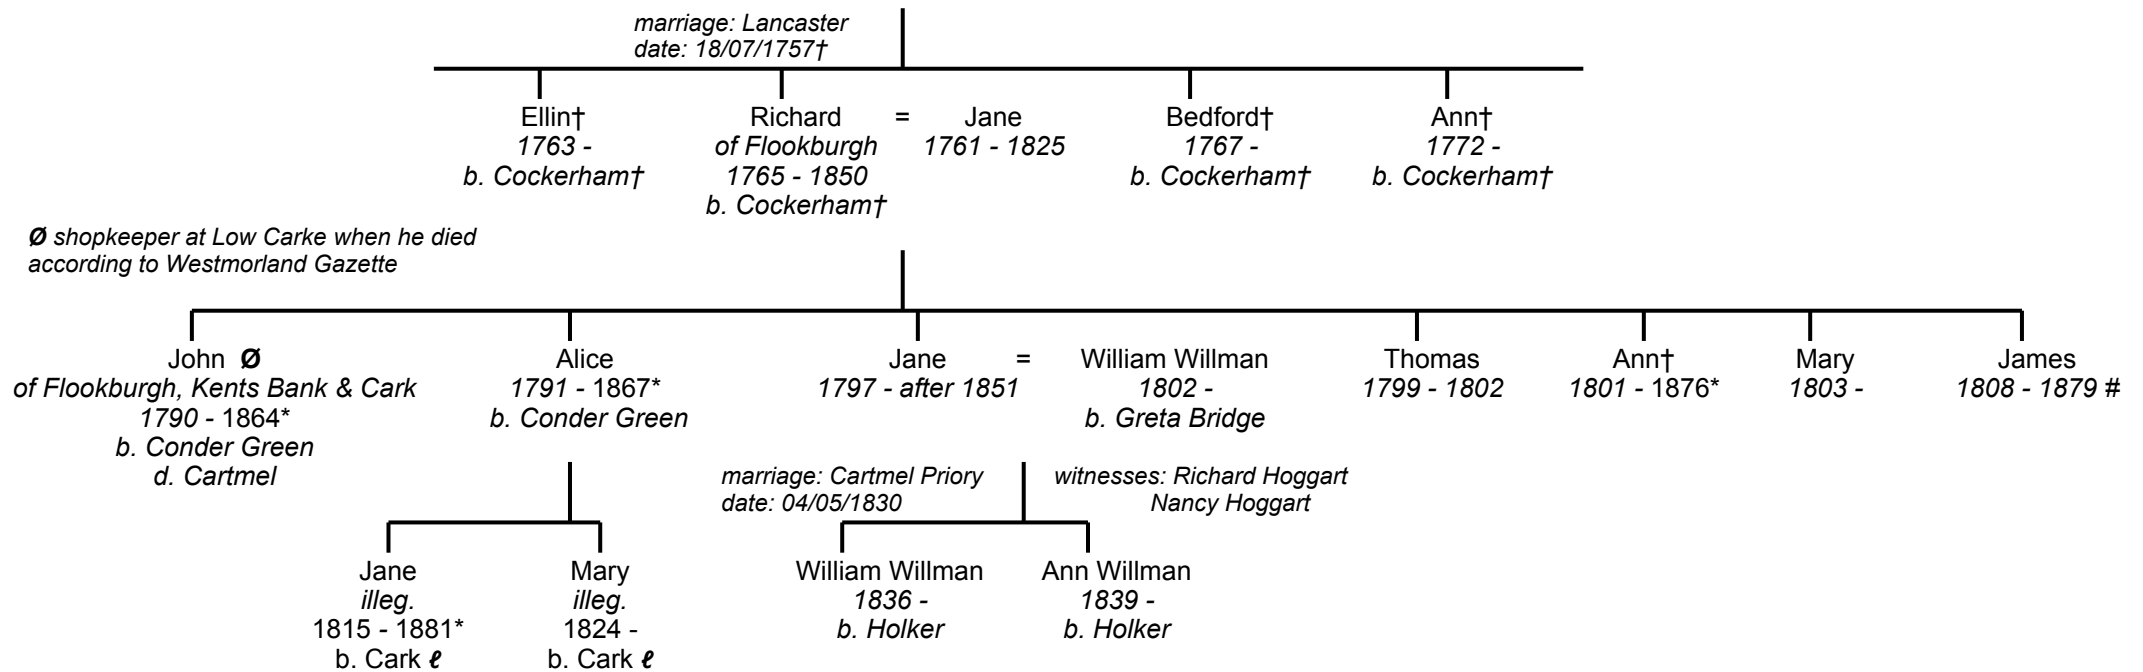 marriage: Lancaster
date: 18/07/1757†
Ellin†
1763 -
b. Cockerham†
Richard
of Flookburgh
1765 - 1850
b. Cockerham†
=
Jane
1761 - 1825
Bedford†
1767 -
b. Cockerham†
Ann†
1772 -
b. Cockerham†
Ø shopkeeper at Low Carke when he died
according to Westmorland Gazette
John Ø
of Flookburgh, Kents Bank & Cark
1790 - 1864*
b. Conder Green
d. Cartmel
Alice
1791 - 1867*
b. Conder Green
Jane
1797 - after 1851
=
William Willman
1802 -
b. Greta Bridge
Thomas
1799 - 1802
Ann†
1801 - 1876*
Mary
1803 -
James
1808 - 1879 #
marriage: Cartmel Priory
date: 04/05/1830
witnesses: Richard Hoggart
Nancy Hoggart
Jane
illeg.
1815 - 1881*
b. Cark ℓ
Mary
illeg.
1824 -
b. Cark ℓ
William Willman
1836 -
b. Holker
Ann Willman
1839 -
b. Holker